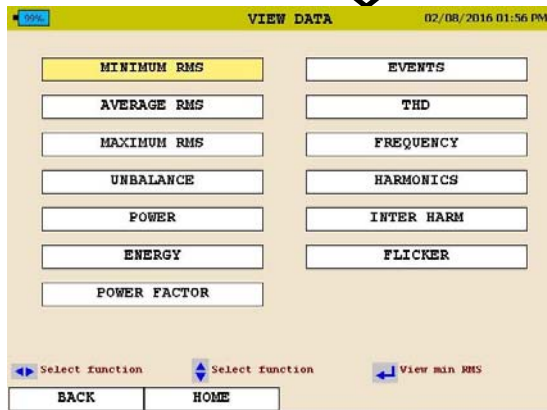 99% VIEW DATA 02/08/2016 01:56 PM
MINIMUM RMS EVENTS
AVERAGE RMS THD
MAXIMUM RMS FREQUENCY
UNBALANCE HARMONICS
POWER INTER HARM
ENERGY FLICKER
POWER FACTOR
Select function Select function View min RMS
BACK HOME